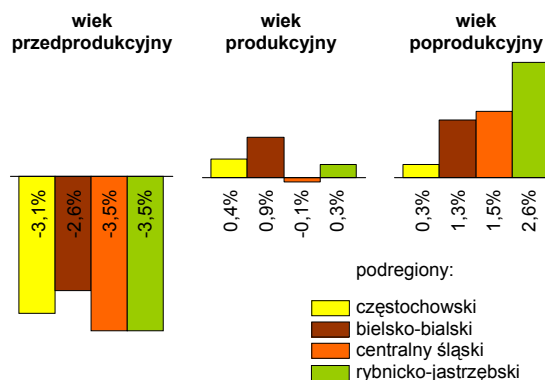 wiek
przedprodukcyjny
wiek
produkcyjny
wiek
poprodukcyjny
-3,1%
-2,6%
-3,5%
-3,5%
0,4%
0,9%
-0,1%
0,3%
0,3%
1,3%
1,5%
2,6%
podregiony:
częstochowski
bielsko-bialski
centralny śląski
rybnicko-jastrzębski